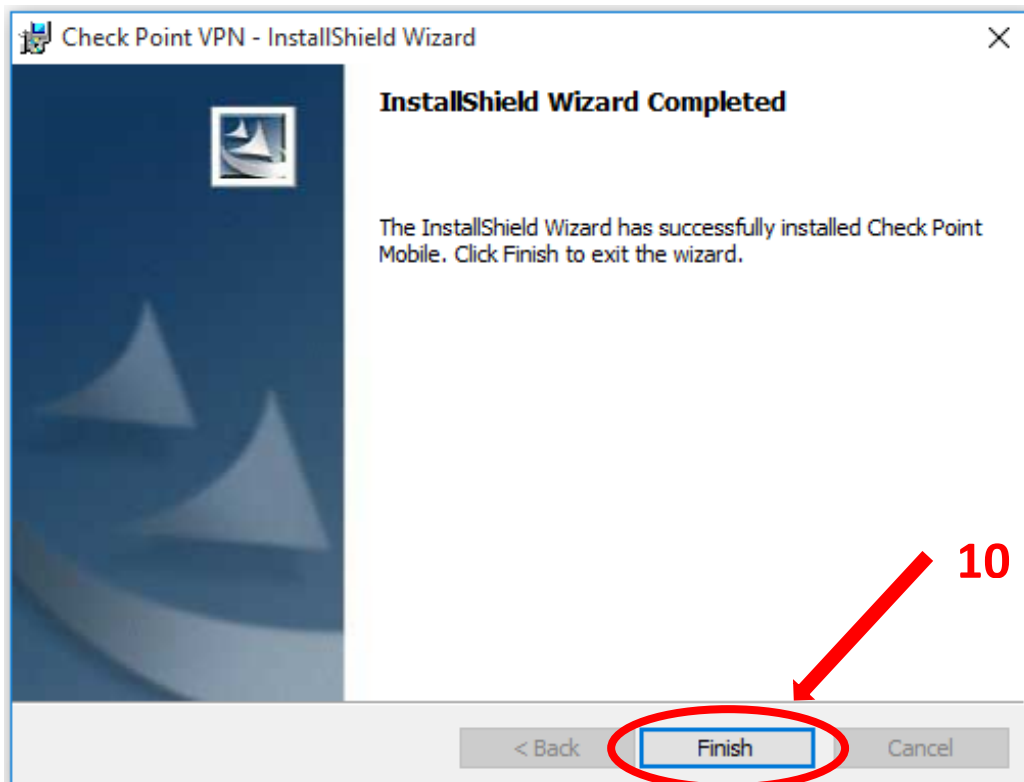 Check Point VPN - InstallShield Wizard
InstallShield Wizard Completed
The InstallShield Wizard has successfully installed Check Point
Mobile. Click Finish to exit the wizard.
10
< Back Finish Cancel